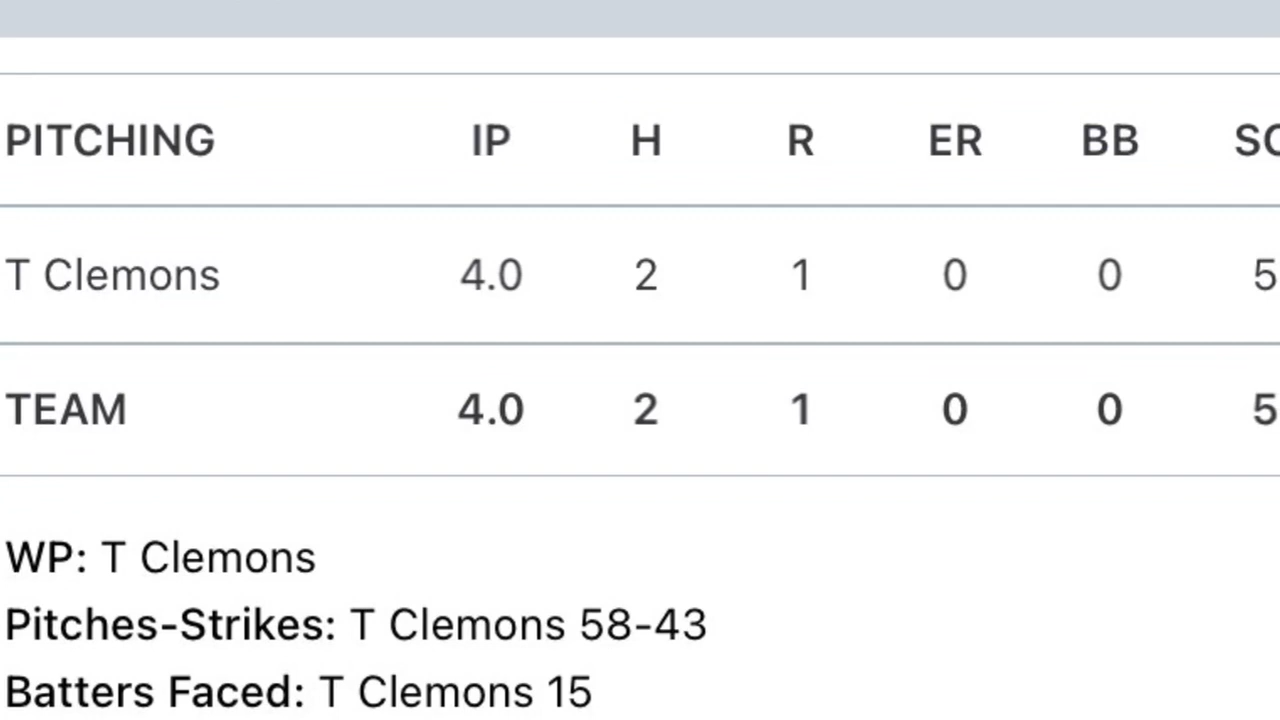 PITCHING IP H R ER BB SO
T Clemons 4.0 2 1 0 0 5
TEAM 4.0 2 1 0 0 5
WP: T Clemons
Pitches-Strikes: T Clemons 58-43
Batters Faced: T Clemons 15